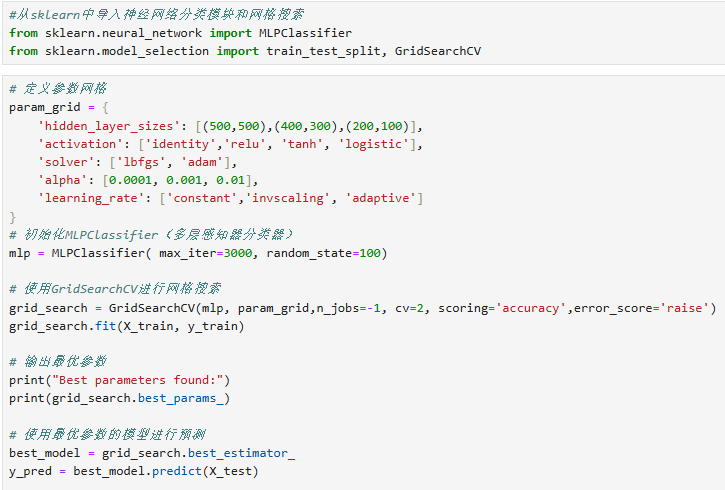 #从sklearn中导入神经网络分类模块和网格搜索
from sklearn.neural_network import MLPClassifier
from sklearn.model_selection import train_test_split, GridSearchCV
# 定义参数网格
param_grid = {
    'hidden_layer_sizes': [(500,500),(400,300),(200,100)],
    'activation': ['identity','relu', 'tanh', 'logistic'],
    'solver': ['lbfgs', 'adam'],
    'alpha': [0.0001, 0.001, 0.01],
    'learning_rate': ['constant','invscaling', 'adaptive']
}
# 初始化MLPClassifier（多层感知器分类器）
mlp = MLPClassifier( max_iter=3000, random_state=100)
# 使用GridSearchCV进行网格搜索
grid_search = GridSearchCV(mlp, param_grid,n_jobs=-1, cv=2, scoring='accuracy',error_score='raise')
grid_search.fit(X_train, y_train)
# 输出最优参数
print("Best parameters found:")
print(grid_search.best_params_)
# 使用最优参数的模型进行预测
best_model = grid_search.best_estimator_
y_pred = best_model.predict(X_test)